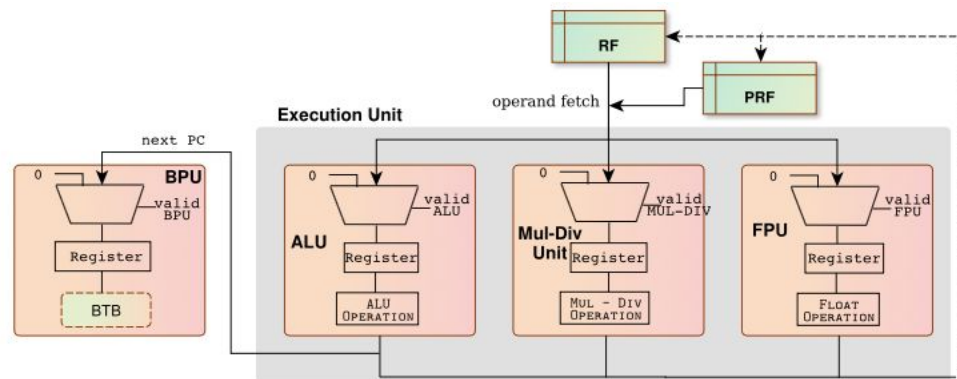 RF
PRF
operand fetch
Execution Unit
next PC
BPU
0
valid
BPU
Register
BTB
0
valid
ALU
ALU
Register
ALU
OPERATION
0
valid
MUL-DIV
Mul-Div
Unit
Register
MUL - DIV
OPERATION
0
valid
FPU
FPU
Register
FLOAT
OPERATION